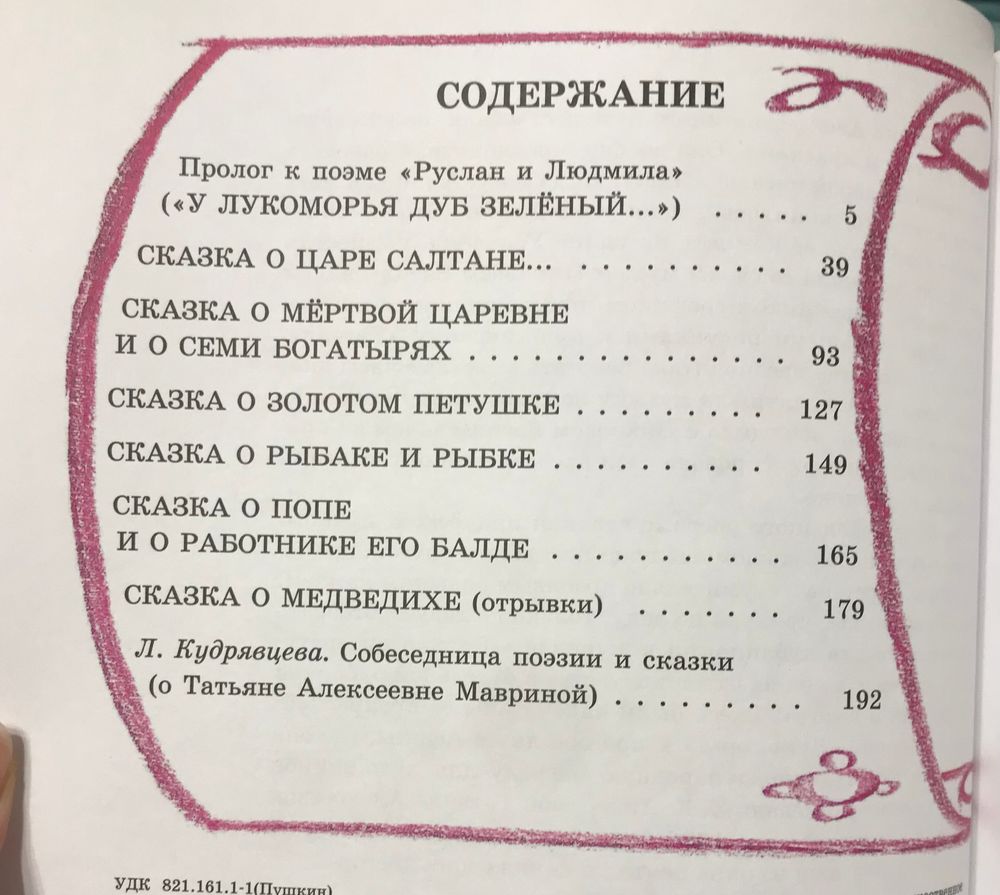 СОДЕРЖАНИЕ
Пролог к поэме «Руслан и Людмила»
(«У ЛУКОМОРЬЯ ДУБ ЗЕЛЁНЫЙ...») . . . . . 5
СКАЗКА О ЦАРЕ САЛТАНЕ... . . . . . . . . . . 39
СКАЗКА О МЁРТВОЙ ЦАРЕВНЕ
И О СЕМИ БОГАТЫРЯХ . . . . . . . . . . . . . . . 93
СКАЗКА О ЗОЛОТОМ ПЕТУШКЕ . . . . . . . . . 127
СКАЗКА О РЫБАКЕ И РЫБКЕ . . . . . . . . . . 149
СКАЗКА О ПОПЕ
И О РАБОТНИКЕ ЕГО БАЛДЕ . . . . . . . . . . 165
СКАЗКА О МЕДВЕДИХЕ (отрывки) . . . . . . . 179
Л. Кудрявцева. Собеседница поэзии и сказки
(о Татьяне Алексеевне Мавриной) . . . . . . . . . 192
УДК 821.161.1-1(Пушкин)